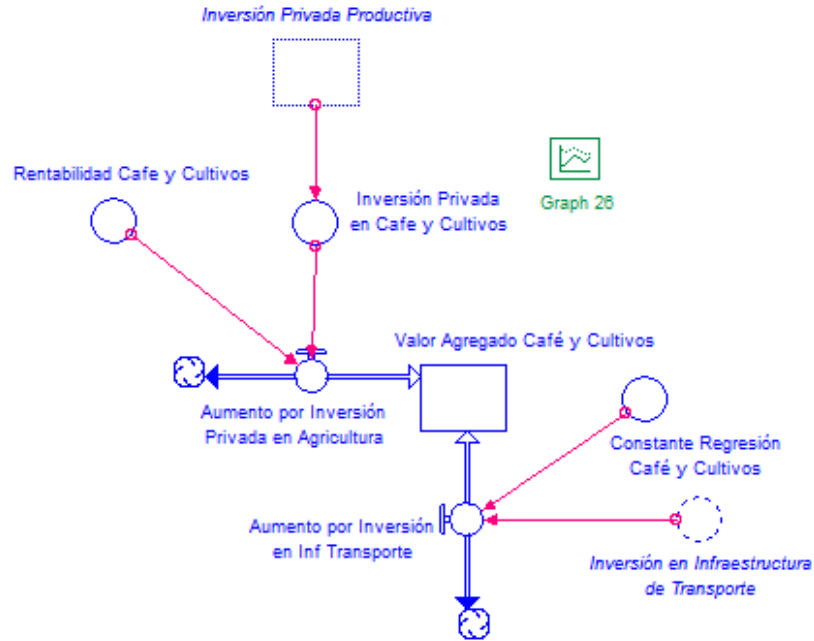 Inversión Privada Productiva
Rentabilidad Cafe y Cultivos
Inversión Privada
en Cafe y Cultivos
Graph 26
Valor Agregado Café y Cultivos
Aumento por Inversión
Privada en Agricultura
Constante Regresión
Café y Cultivos
Aumento por Inversión
en Inf Transporte
Inversión en Infraestructura
de Transporte